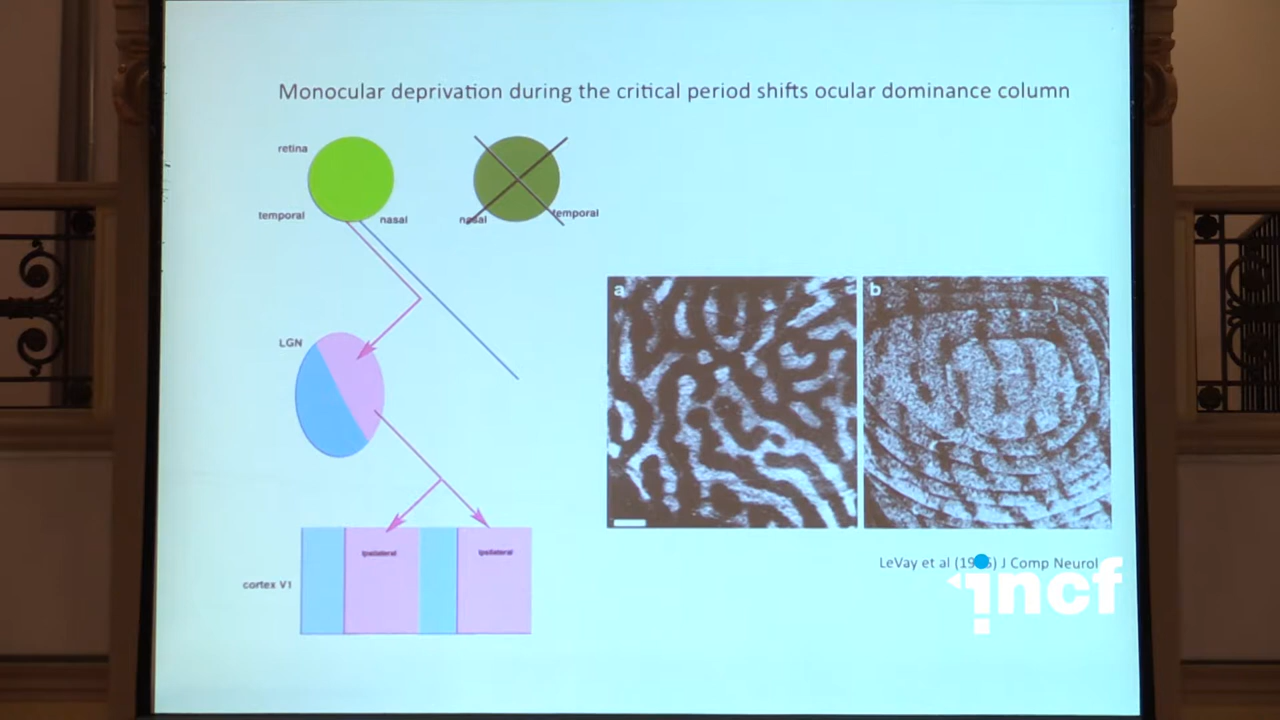 Monocular deprivation during the critical period shifts ocular dominance column
retina
temporal
nasal
nasal
temporal
a
b
LGN
Ipsilateral
Ipsilateral
cortex V1
LeVay et al (19 ) J Comp Neurol
incf